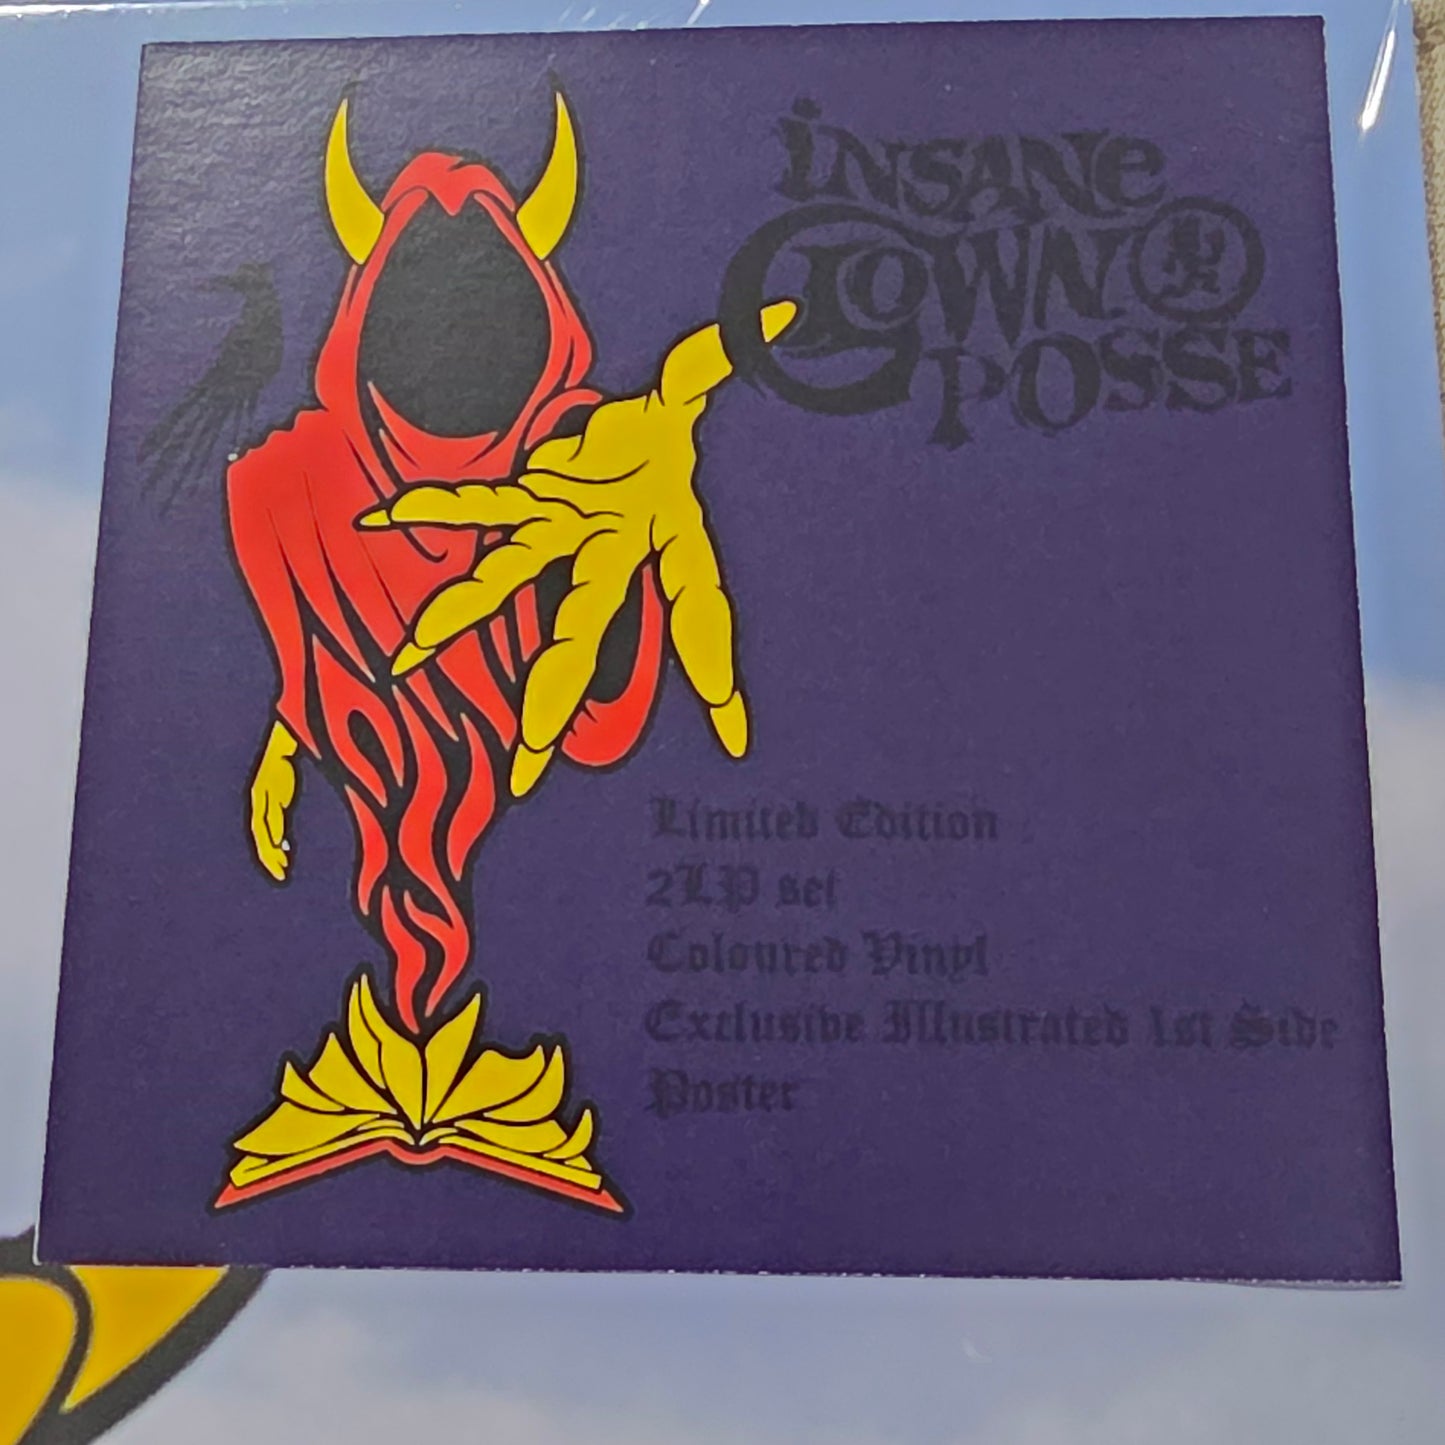 iNSANe
CLOWN
POSSE
Limited Edition
2LP set
Coloured Vinyl
Exclusive Illustrated 1st Side
Poster